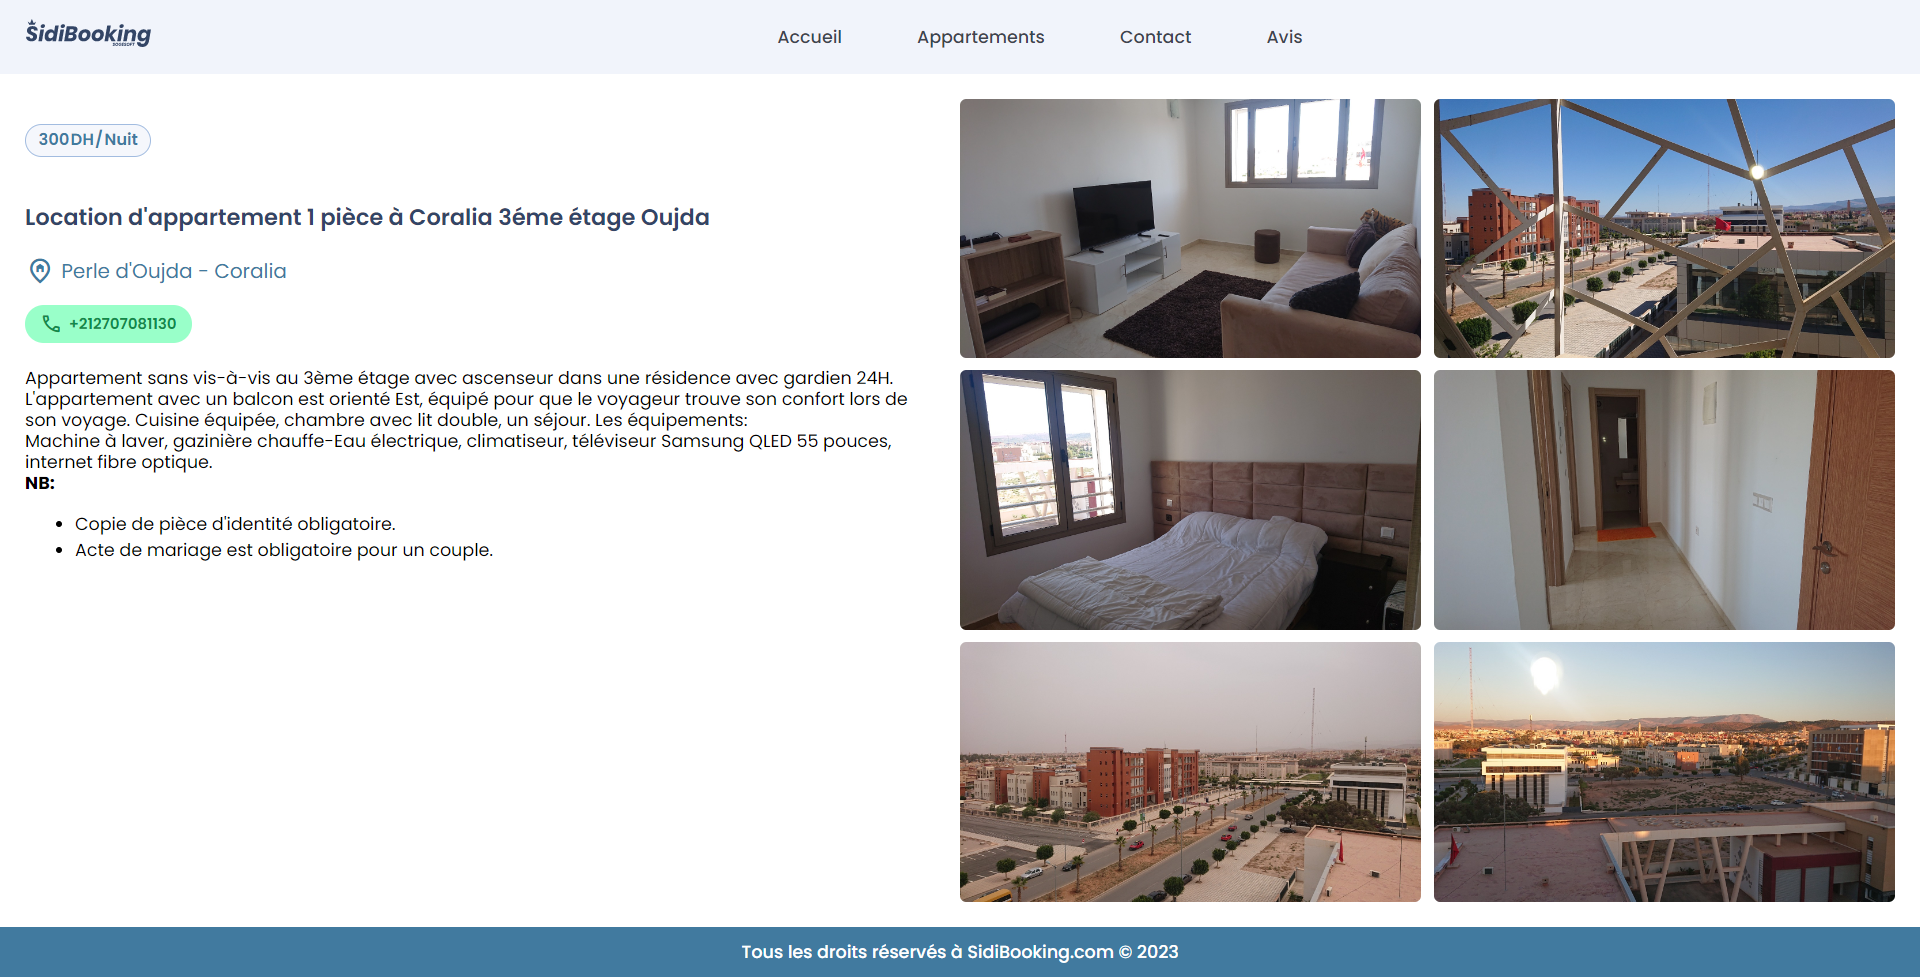 SidiBooking
SOGESOFT
Accueil
Appartements
Contact
Avis
300DH/Nuit
Location d'appartement 1 pièce à Coralia 3éme étage Oujda
Perle d'Oujda - Coralia
+212707081130
Appartement sans vis-à-vis au 3ème étage avec ascenseur dans une résidence avec gardien 24H.
L'appartement avec un balcon est orienté Est, équipé pour que le voyageur trouve son confort lors de
son voyage. Cuisine équipée, chambre avec lit double, un séjour. Les équipements:
Machine à laver, gazinière chauffe-Eau électrique, climatiseur, téléviseur Samsung QLED 55 pouces,
internet fibre optique.
NB:
Copie de pièce d'identité obligatoire.
Acte de mariage est obligatoire pour un couple.
Tous les droits réservés à SidiBooking.com © 2023